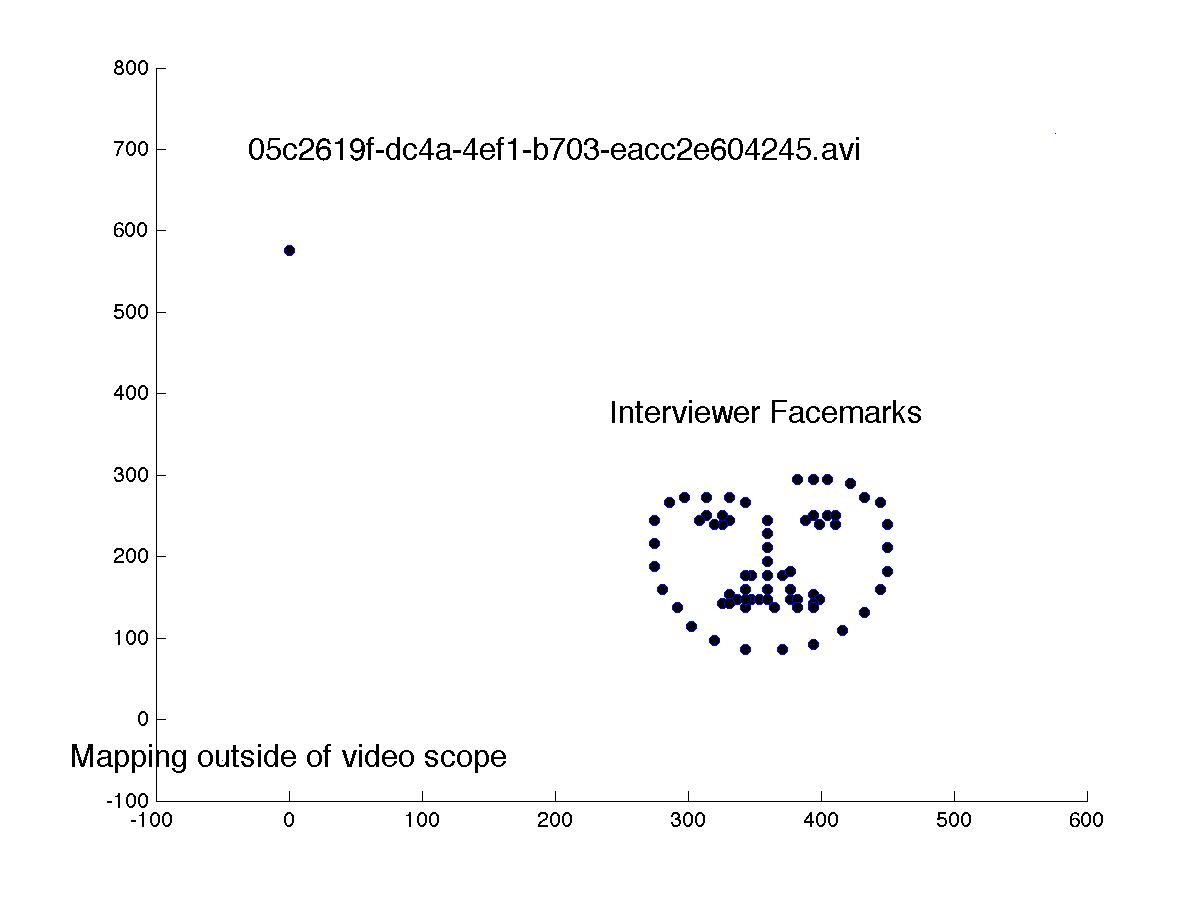 800
05c2619f-dc4a-4ef1-b703-eacc2e604245.avi
700
600
500
400
Interviewer Facemarks
300
200
100
0
Mapping outside of video scope
-100
-100 0 100 200 300 400 500 600